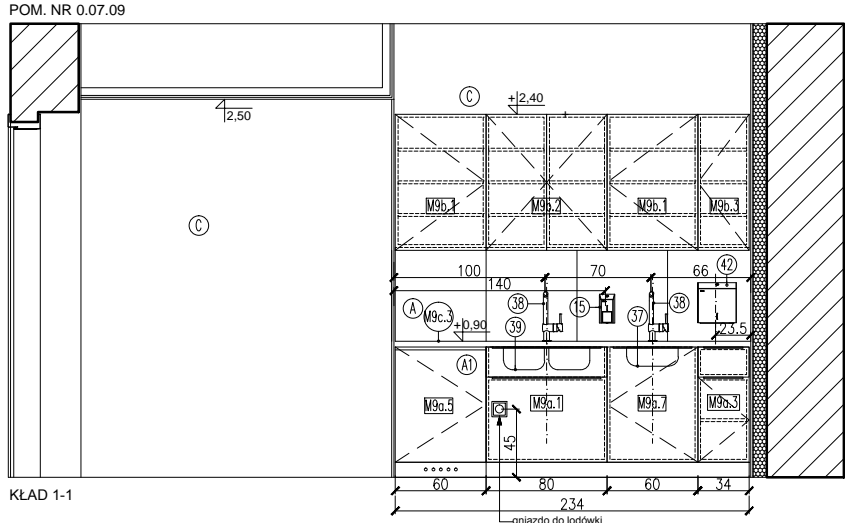 POM. NR 0.07.09
C
+2,40
2,50
M9b.1
M9b.2
M9b.1
M9b.3
C
100
70
66
42
140
A
M9c.3
38
15
38
+0,90
39
37
23.5
A1
M9a.5
M9a.1
M9a.7
M9a.3
45
60
80
60
34
KŁAD 1-1
234
gniazdo do lodówki